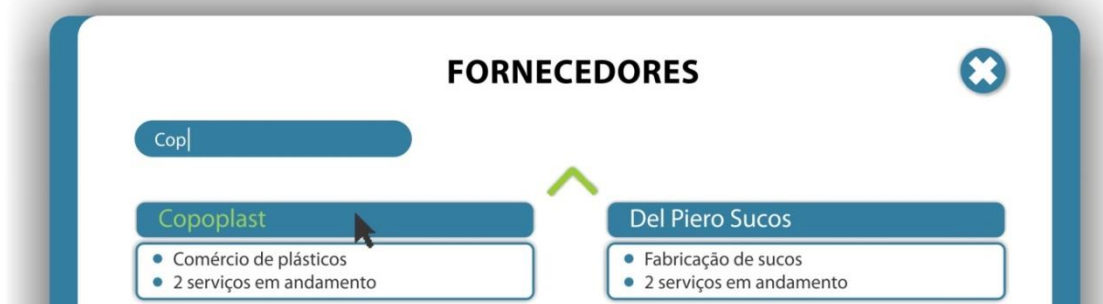 FORNECEDORES
Cop
Copoplast
• Comércio de plásticos
• 2 serviços em andamento
Del Piero Sucos
• Fabricação de sucos
• 2 serviços em andamento